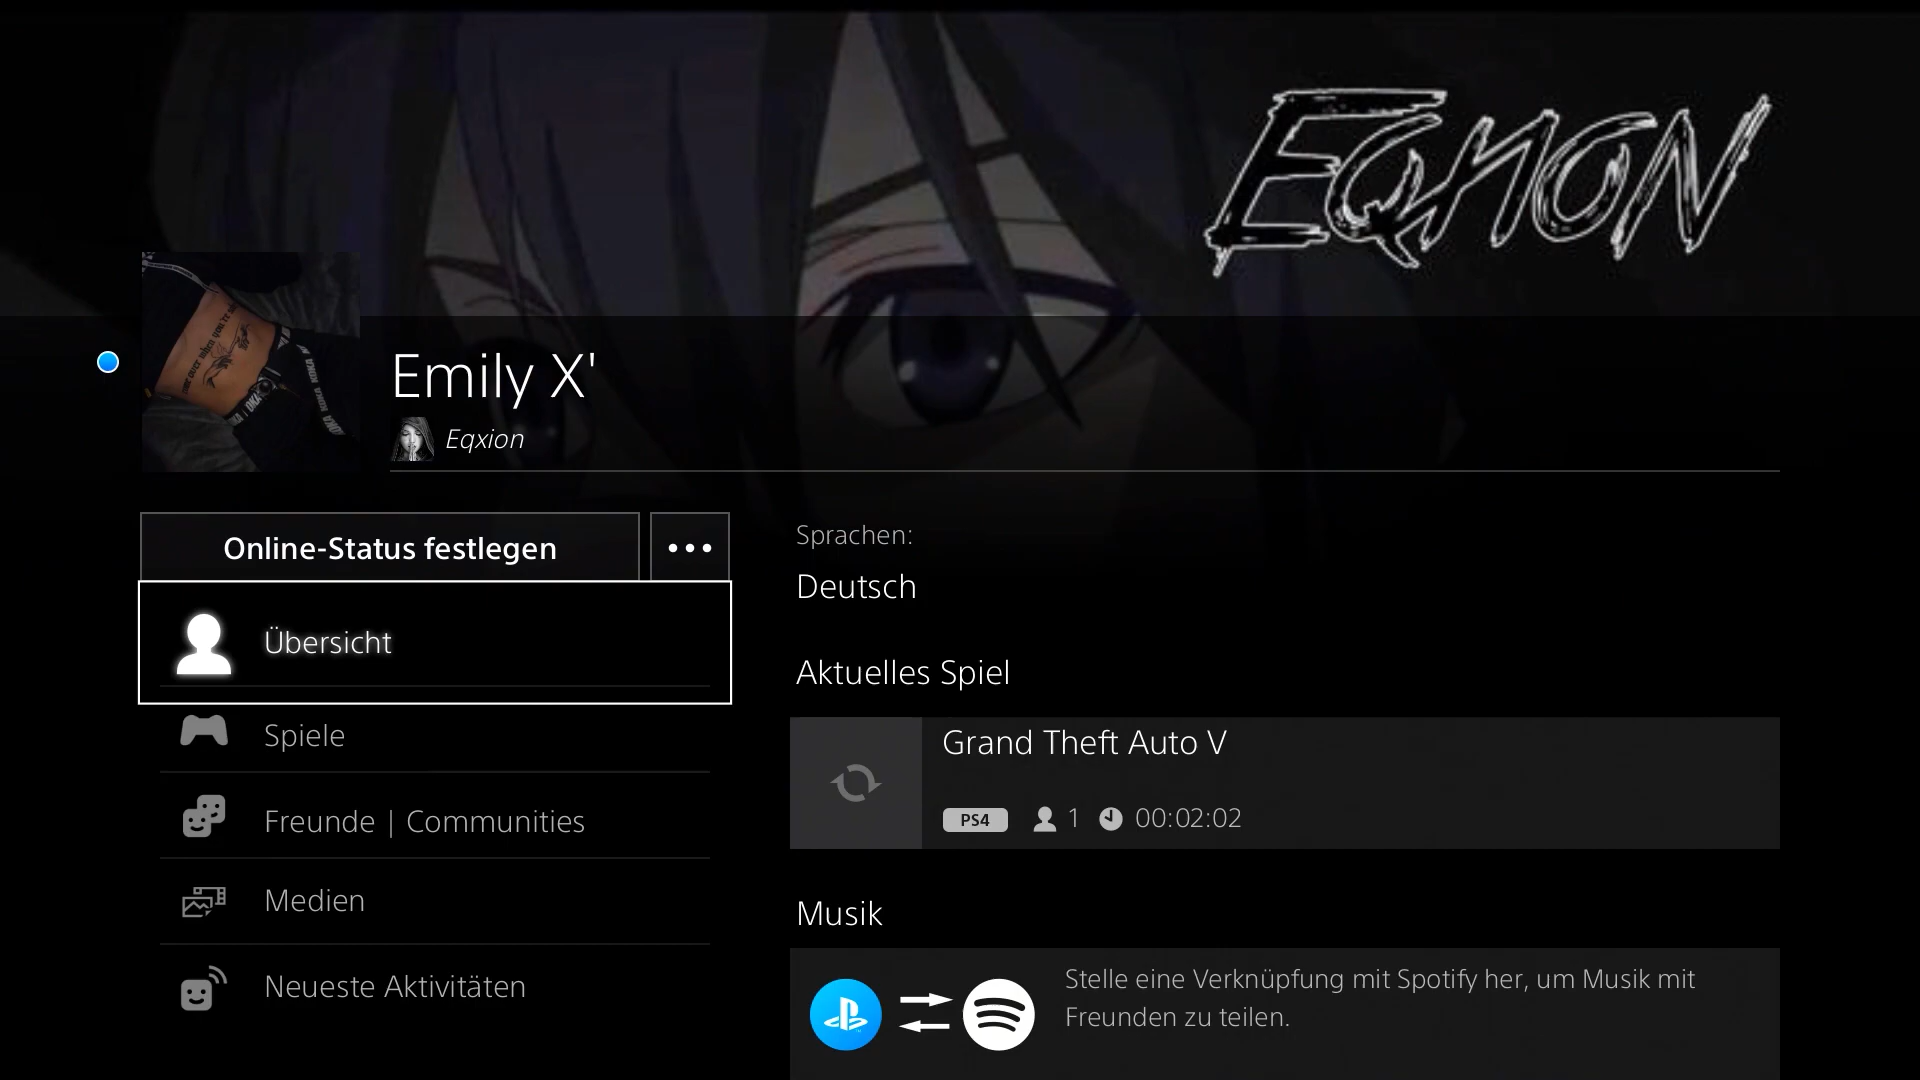 EQXION
Emily X'
Eqxion
Online-Status festlegen
Übersicht
Spiele
Freunde | Communities
Medien
Neueste Aktivitäten
Sprachen:
Deutsch
Aktuelles Spiel
Grand Theft Auto V
PS4 1 00:02:02
Musik
Stelle eine Verknüpfung mit Spotify her, um Musik mit
Freunden zu teilen.